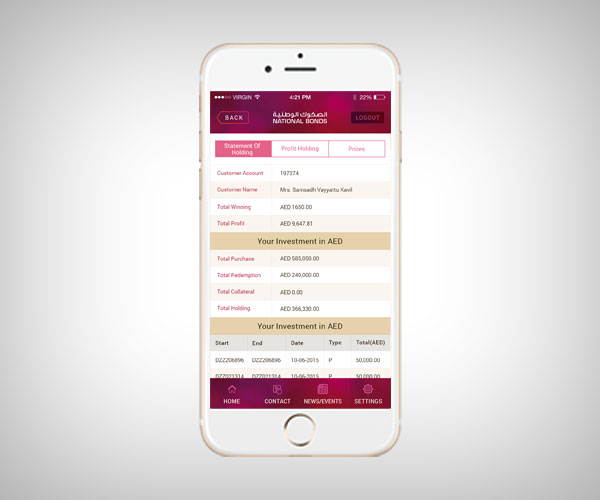 VIRGIN 4:21 PM 22%
BACK
الصكوك الوطنية
NATIONAL BONDS
LOGOUT
Statement Of
Holding
Profit Holding
Prizes
Customer Account 197374
Customer Name Mrs. Samsadh Vayyattu Kavil
Total Winning AED 1650.00
Total Profit AED 9,647.81
Your Investment in AED
Total Purchase AED 585,050.00
Total Redemption AED 240,000.00
Total Collateral AED 0.00
Total Holding AED 366,330.00
Your Investment in AED
Start End Date Type Total(AED)
DZZ206896 DZZ206896 10-06-2015 P 50,000.00
DZZ021314 DZZ021314 10-06-2015 P 50,000.00
HOME CONTACT NEWS/EVENTS SETTINGS